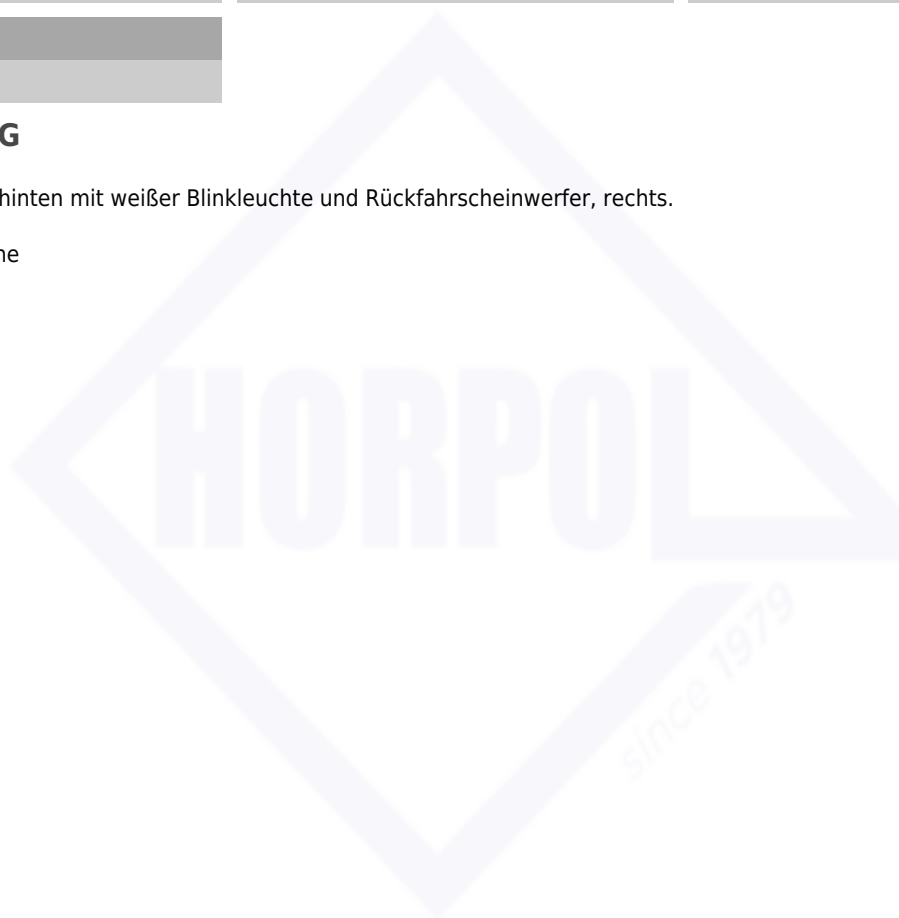 G
hinten mit weißer Blinkleuchte und Rückfahrscheinwerfer, rechts.
ne
HORPOL
since 1979